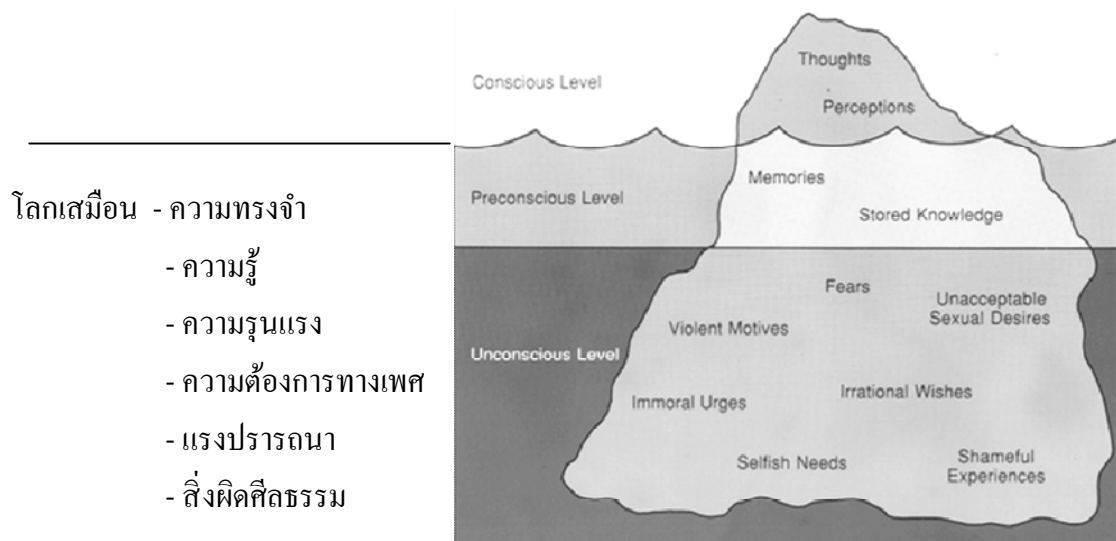 Thoughts
Conscious Level
Perceptions
Memories
Preconscious Level
Stored Knowledge
โลกเสมือน - ความทรงจำ
- ความรู้
- ความรุนแรง
- ความต้องการทางเพศ
- แรงปรารถนา
- สิ่งผิดศีลธรรม
Fears
Unacceptable
Sexual Desires
Violent Motives
Unconscious Level
Irrational Wishes
Immoral Urges
Selfish Needs
Shameful
Experiences